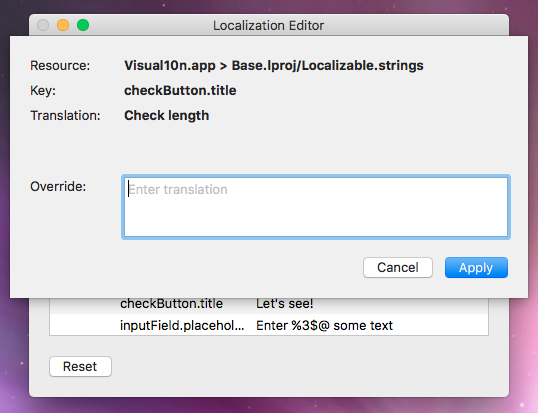 Localization Editor
Resource: Visual10n.app > Base.lproj/Localizable.strings
Key: checkButton.title
Translation: Check length
Override: Enter translation
Cancel Apply
checkButton.title Let's see!
inputField.placehol... Enter %3$@ some text
Reset